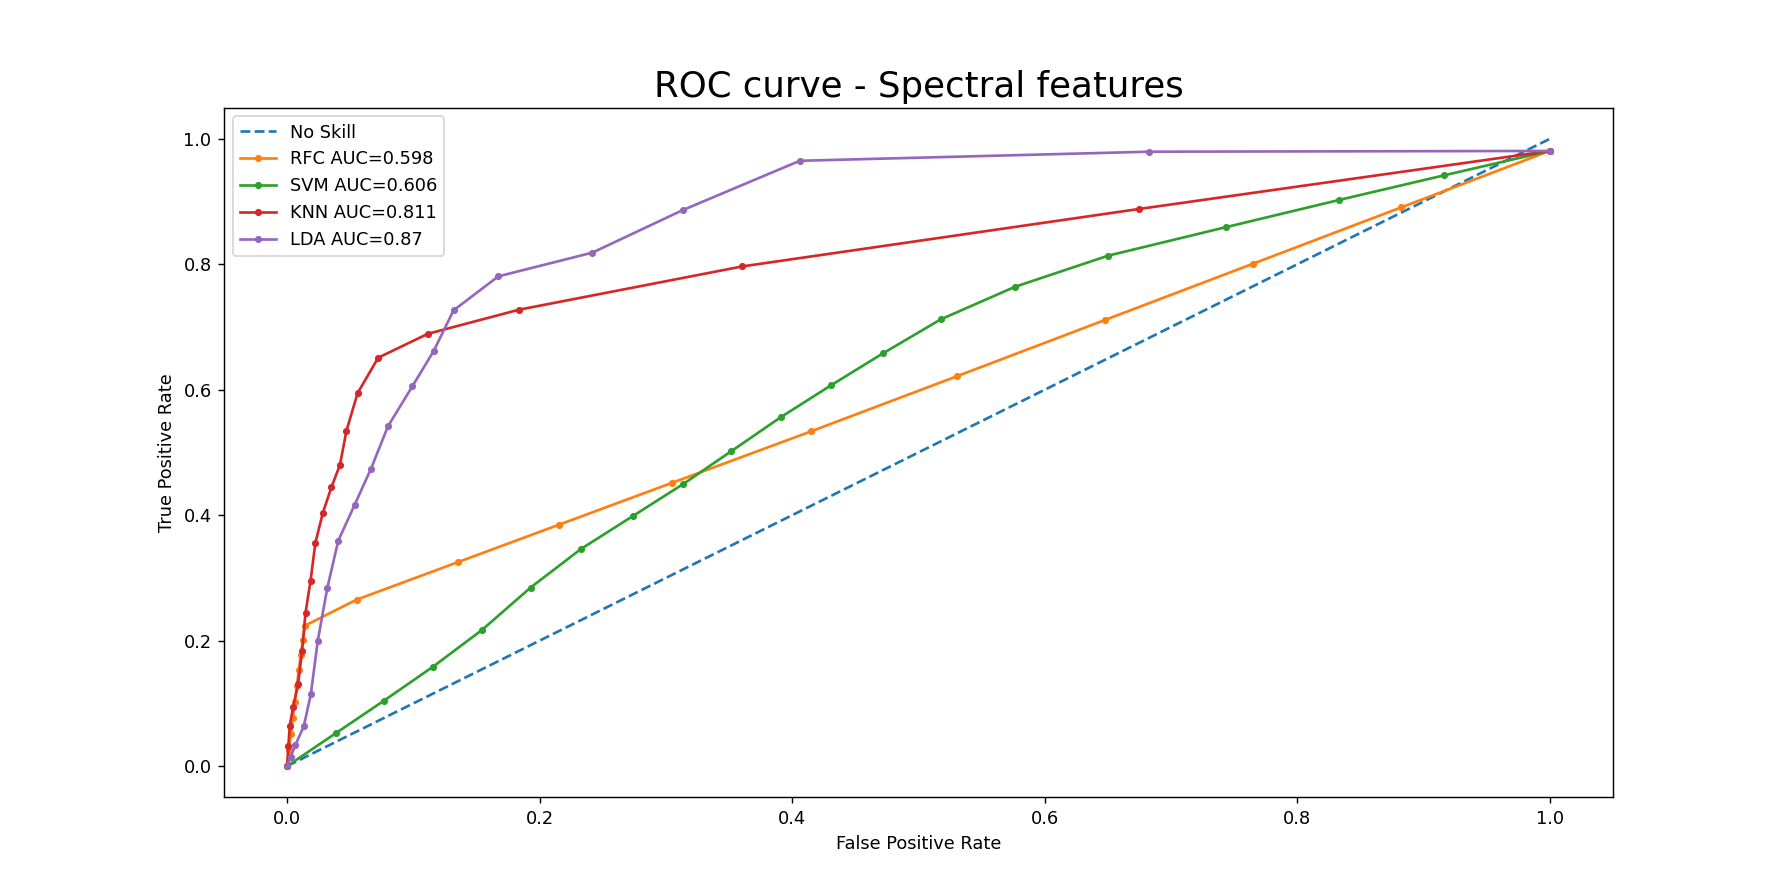 ROC curve - Spectral features
No Skill
RFC AUC=0.598
SVM AUC=0.606
KNN AUC=0.811
LDA AUC=0.87
True Positive Rate
1.0
0.8
0.6
0.4
0.2
0.0
0.0 0.2 0.4 0.6 0.8 1.0
False Positive Rate